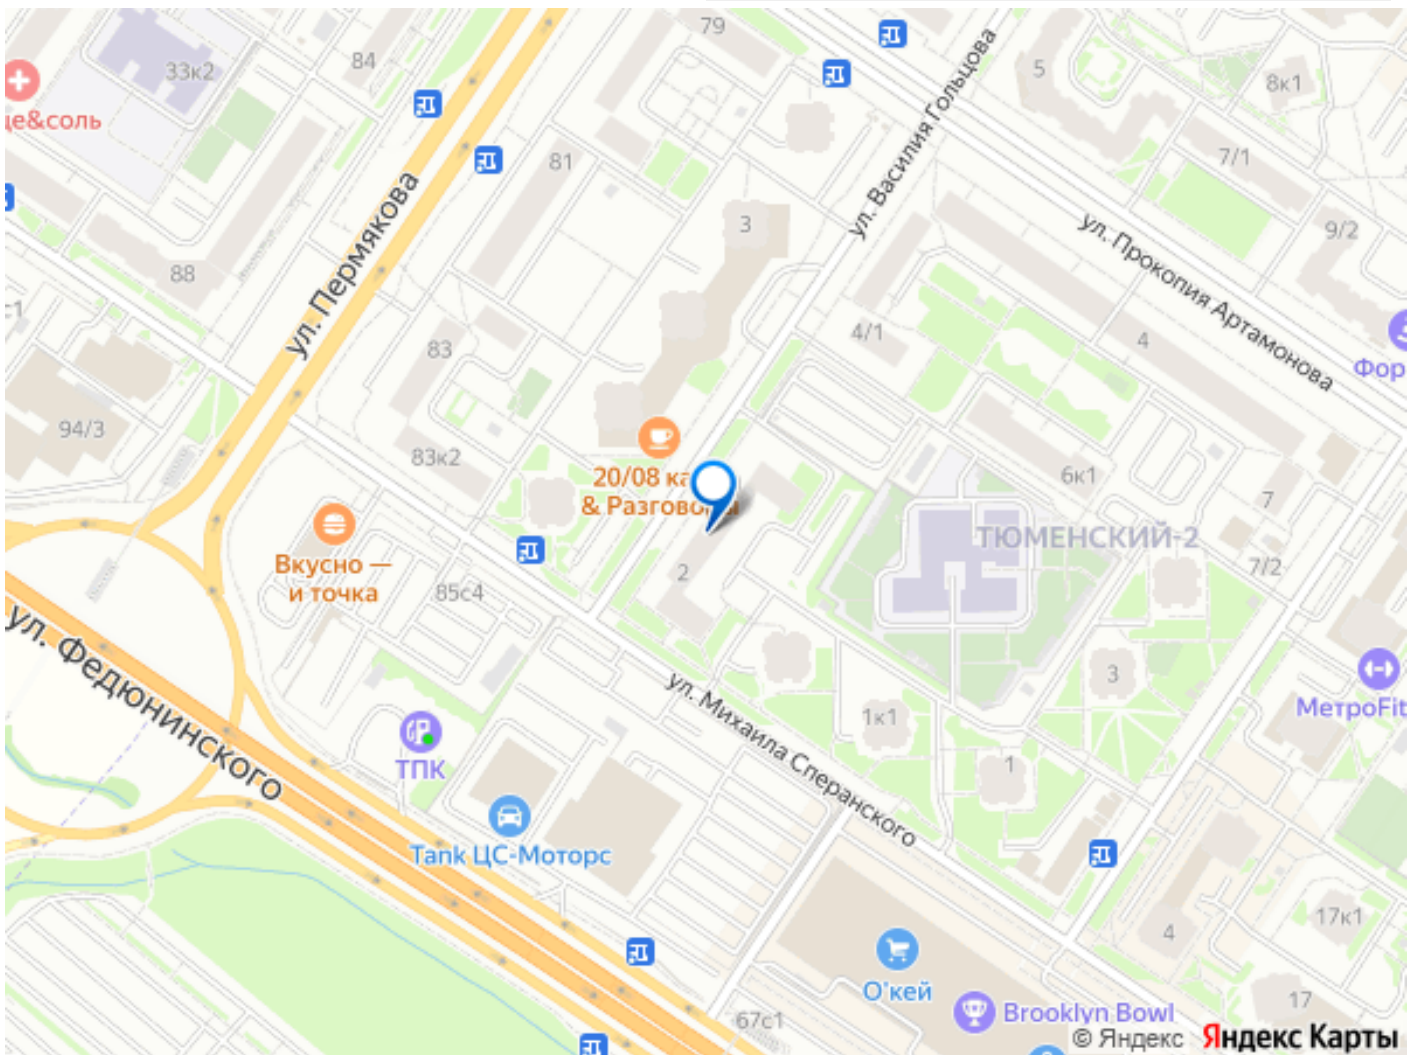 79
84
33к2
5
8к1
це&соль
ул. Василия Гольцова
7/1
81
ул. Пермякова
3
ул. Прокопия Артамонова
9/2
88
с1
83
4/1
4
Фор
94/3
83к2
20/08 ка
& Разговоры
6к1
7
ТЮМЕНСКИЙ-2
Вкусно —
и точка
2
7/2
85с4
ул. Федюнинского
ул. Михаила Сперанского
3
1к1
МетроFit
ТПК
1
Tank ЦС-Моторс
17к1
4
О'кей
17
67с1
Brooklyn Bowl
© Яндекс Яндекс Карты